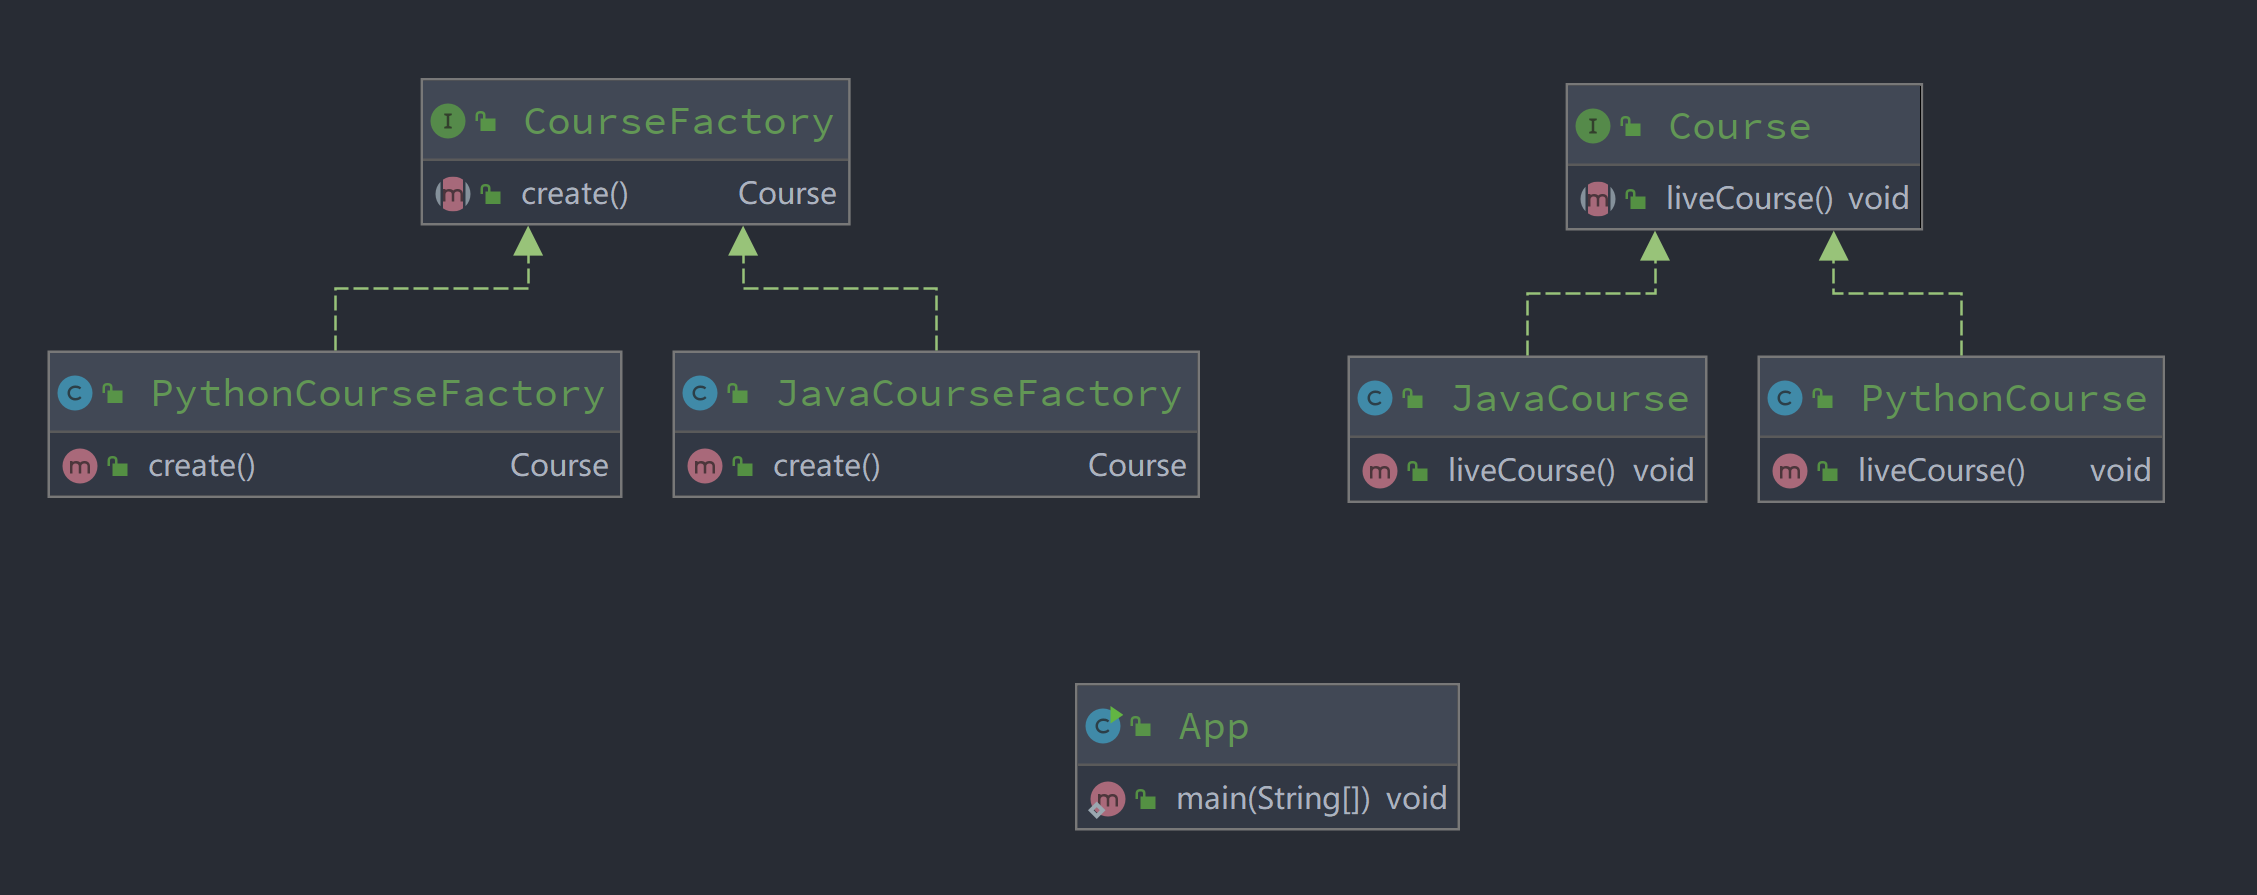 I CourseFactory
m create() Course
C PythonCourseFactory
m create() Course
C JavaCourseFactory
m create() Course
I Course
m liveCourse() void
C JavaCourse
m liveCourse() void
C PythonCourse
m liveCourse() void
C App
m main(String[]) void